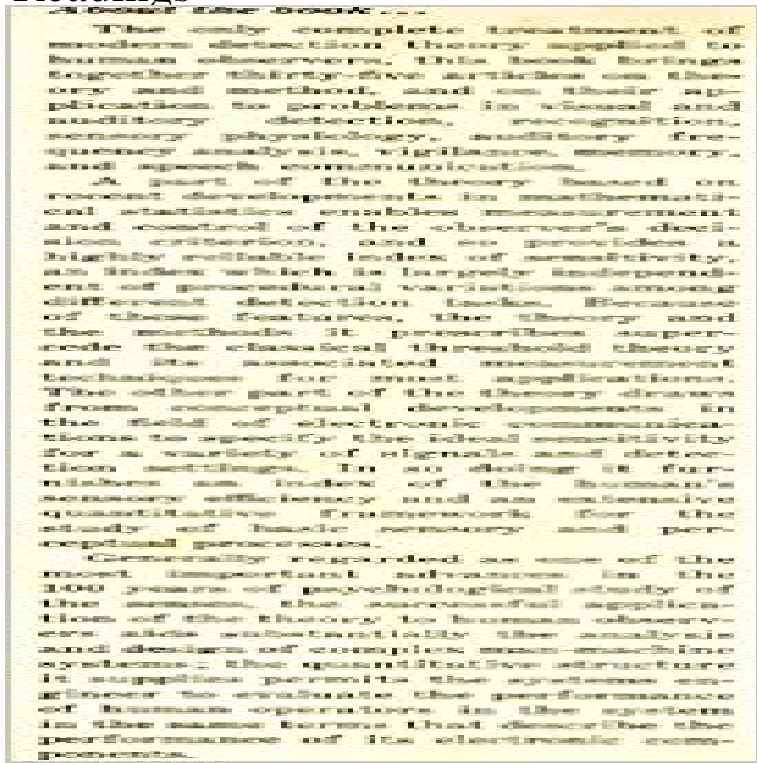 Readings
About the book...
The only complete treatment of
modern detection theory applied to
human observers, this book brings
together thirty-five articles on the-
ory and method, and on their ap-
plication to problems in visual and
auditory detection, recognition,
sensory physiology, auditory fre-
quency analysis, vigilance, memory,
and speech communication.
A part of the theory based on
recent developments in mathemati-
cal statistics enables measurement
and control of the observer's deci-
sion criterion, and so provides a
highly reliable index of sensitivity,
an index which is largely independ-
ent of procedural variations among
different detection tasks. Because
of these features, the theory and
the methods it prescribes super-
cede the classical threshold theory
and its associated measurement
techniques for most applications.
The other part of the theory draws
from conceptual developments in
the field of electronic communica-
tions to specify the ideal sensitivity
for a variety of signals and detec-
tion settings. In so doing it fur-
nishes an index of the human's
sensory efficiency and an extensive
quantitative framework for the
study of basic sensory and per-
ceptual processes.
Generally regarded as one of the
most important advances in the
100 years of psychological study of
the senses, the successful applica-
tion of the theory to human observ-
ers aids substantially the analysis
and design of complex man-machine
systems; the quantitative structure
it supplies permits the systems en-
gineer to evaluate the performance
of human operators in the system
in the same terms that describe the
performance of its electronic com-
ponents.